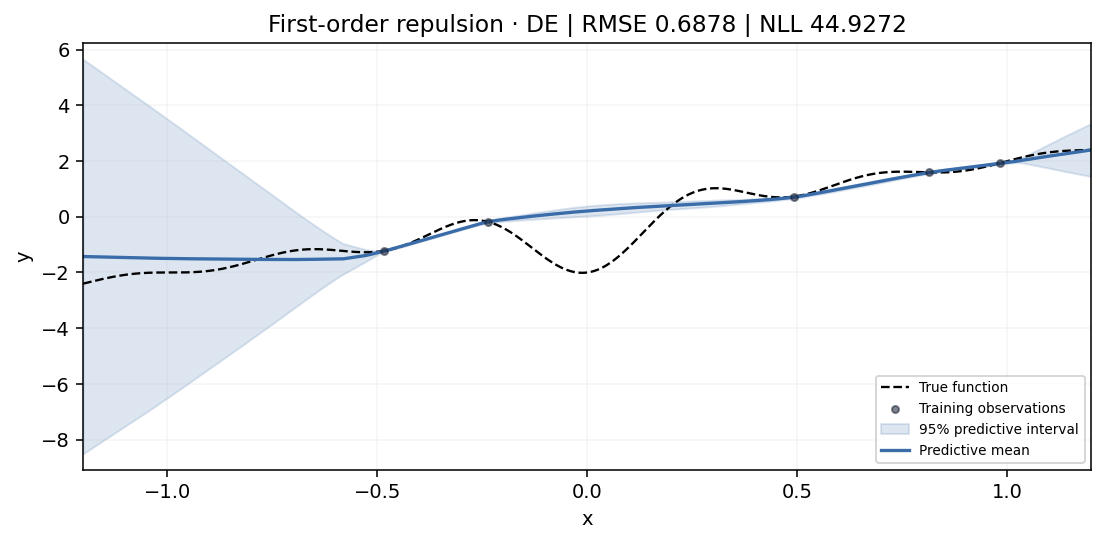 First-order repulsion · DE | RMSE 0.6878 | NLL 44.9272
6
4
2
0
−2
−4
−6
−8
y
−1.0
−0.5
0.0
0.5
1.0
x
True function
Training observations
95% predictive interval
Predictive mean